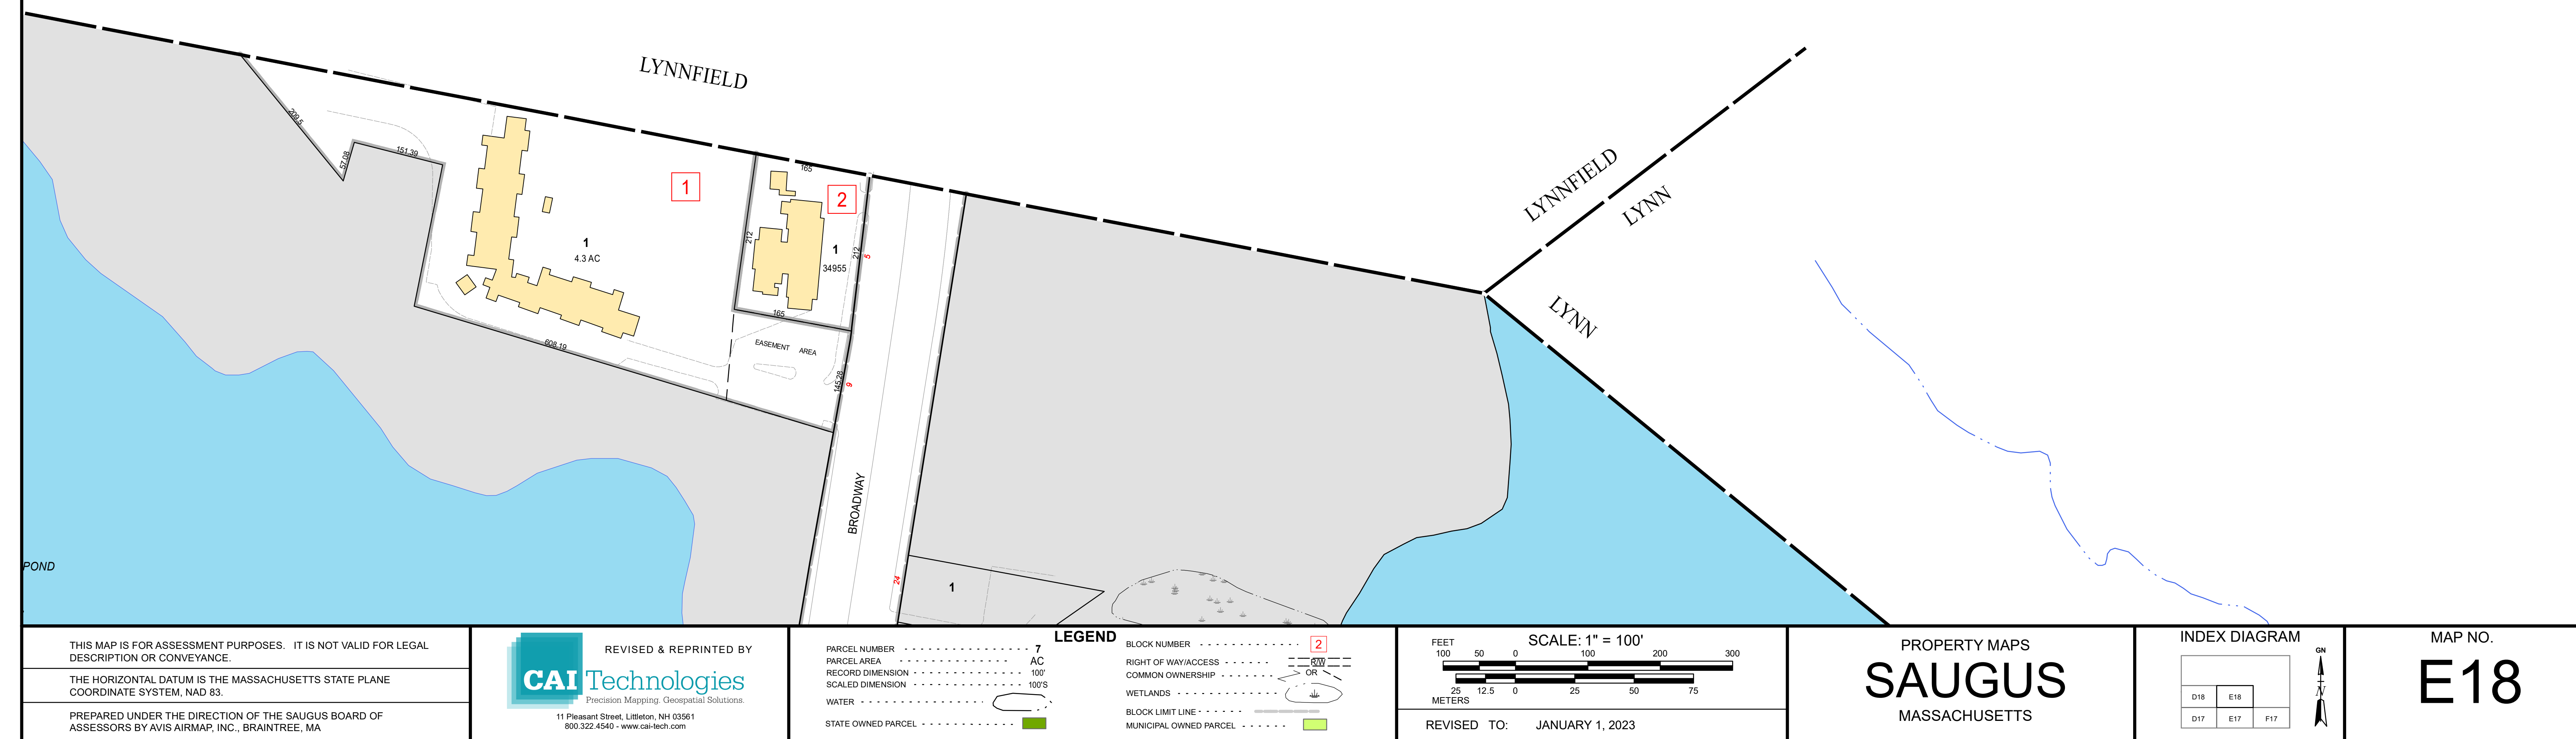 LYNNFIELD
LYNNFIELD
LYNN
LYNN
209.5
57.08
151.39
1
1
4.3 AC
608.19
165
2
212
1
34955
212
5
165
EASEMENT AREA
145.28
9
BROADWAY
24
1
POND
THIS MAP IS FOR ASSESSMENT PURPOSES. IT IS NOT VALID FOR LEGAL
DESCRIPTION OR CONVEYANCE.
THE HORIZONTAL DATUM IS THE MASSACHUSETTS STATE PLANE
COORDINATE SYSTEM, NAD 83.
PREPARED UNDER THE DIRECTION OF THE SAUGUS BOARD OF
ASSESSORS BY AVIS AIRMAP, INC., BRAINTREE, MA
REVISED & REPRINTED BY
CAI Technologies
Precision Mapping. Geospatial Solutions.
11 Pleasant Street, Littleton, NH 03561
800.322.4540 - www.cai-tech.com
LEGEND
PARCEL NUMBER 7
PARCEL AREA AC
RECORD DIMENSION 100'
SCALED DIMENSION 100'S
WATER
STATE OWNED PARCEL
BLOCK NUMBER 2
RIGHT OF WAY/ACCESS R/W
COMMON OWNERSHIP OR
WETLANDS
BLOCK LIMIT LINE
MUNICIPAL OWNED PARCEL
SCALE: 1" = 100'
FEET
100 50 0 100 200 300
25 12.5 0 25 50 75
METERS
REVISED TO: JANUARY 1, 2023
PROPERTY MAPS
SAUGUS
MASSACHUSETTS
INDEX DIAGRAM
D18 E18
D17 E17 F17
GN
N
MAP NO.
E18